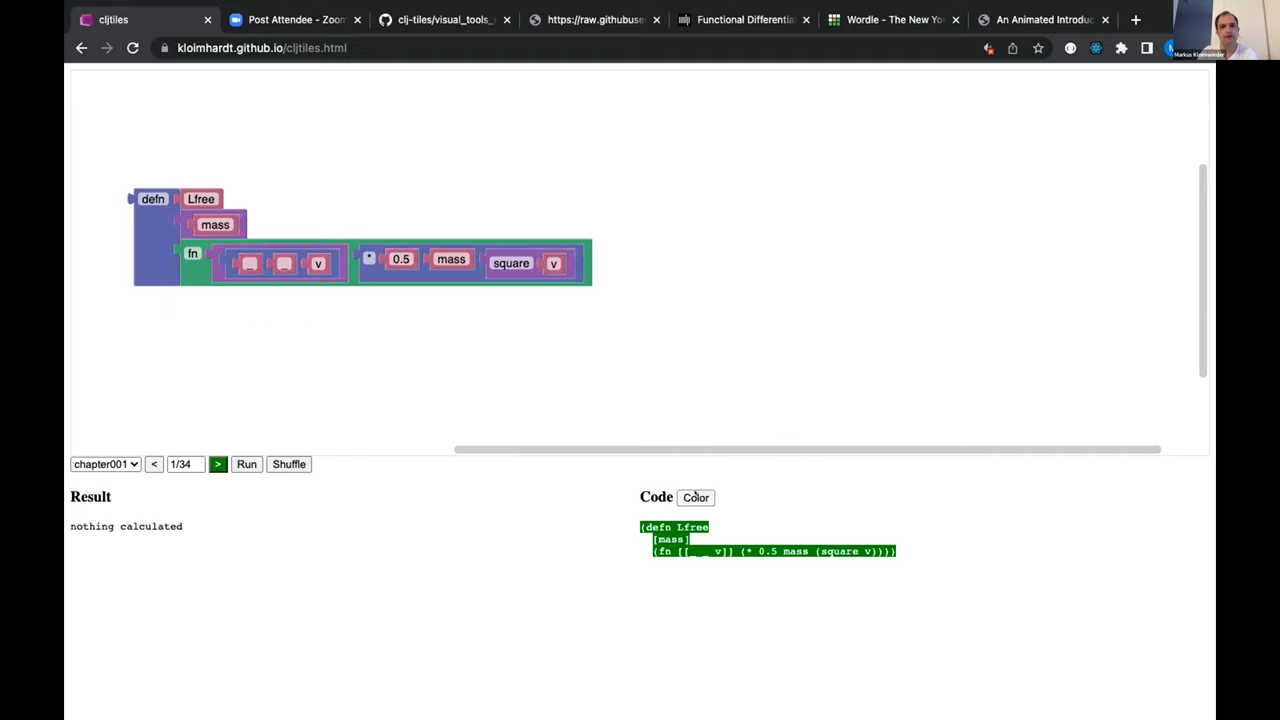 cljtiles
Post Attendee - Zoom
clj-tiles/visual_tools_
https://raw.githubuse
Functional Differentia
Wordle - The New Yo
An Animated Introduc
kloimhardt.github.io/cljtiles.html
defn Lfree
mass
fn _ _ v * 0.5 mass square v
chapter001 < 1/34 > Run Shuffle
Result
nothing calculated
Code Color
(defn Lfree
[mass]
(fn [[_ _ v]] (* 0.5 mass (square v))))